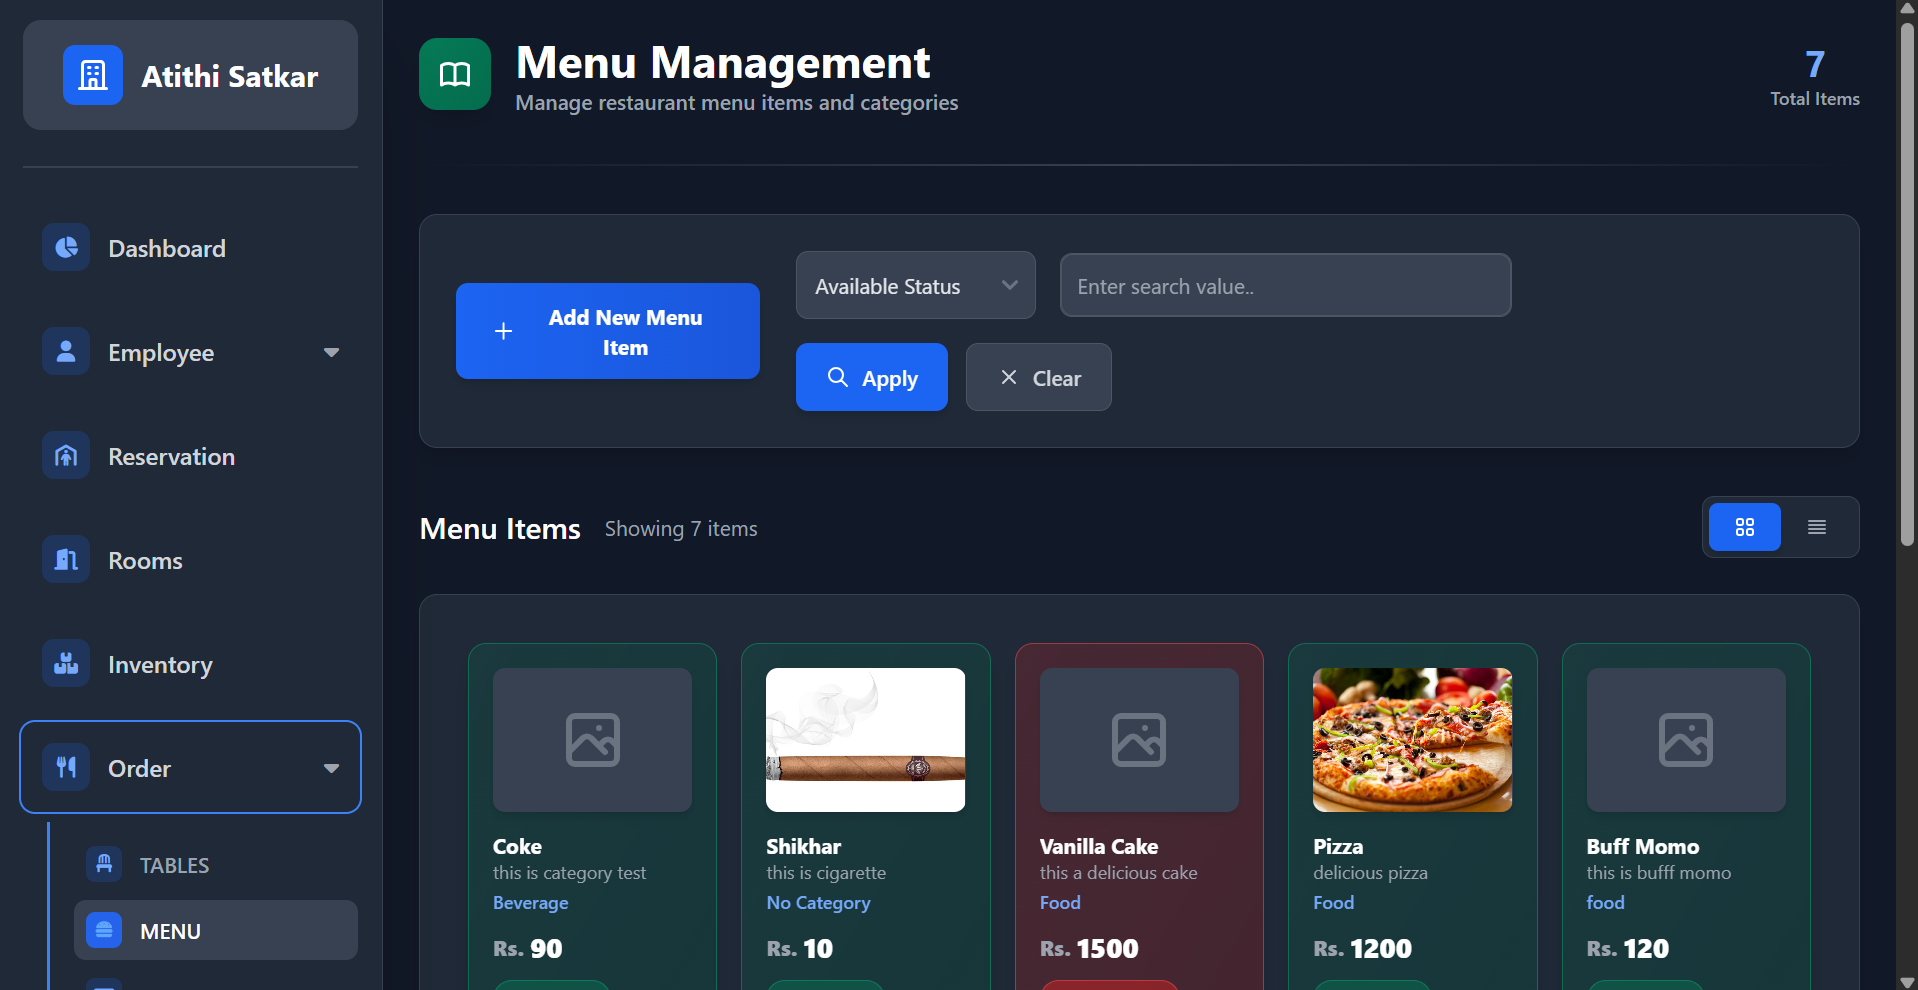 Atithi Satkar
Dashboard
Employee
Reservation
Rooms
Inventory
Order
TABLES
MENU
Menu Management
Manage restaurant menu items and categories
7
Total Items
Add New Menu
Item
Available Status
Enter search value..
Apply
Clear
Menu Items
Showing 7 items
Coke
this is category test
Beverage
Rs. 90
Shikhar
this is cigarette
No Category
Rs. 10
Vanilla Cake
this a delicious cake
Food
Rs. 1500
Pizza
delicious pizza
Food
Rs. 1200
Buff Momo
this is bufff momo
food
Rs. 120